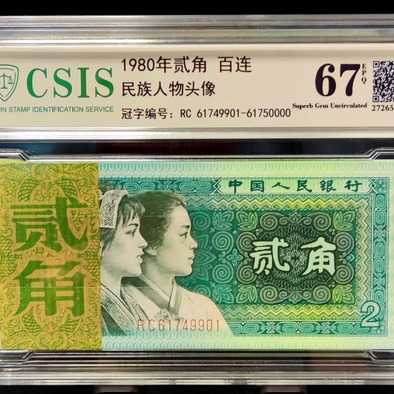 CSIS
IN STAMP IDENTIFICATION SERVICE
1980年贰角 百连
民族人物头像
冠字编号: RC 61749901-61750000
67 EPQ
Superb Gem Uncirculated
27265
中国人民银行
贰角
贰角
RC61749901
2